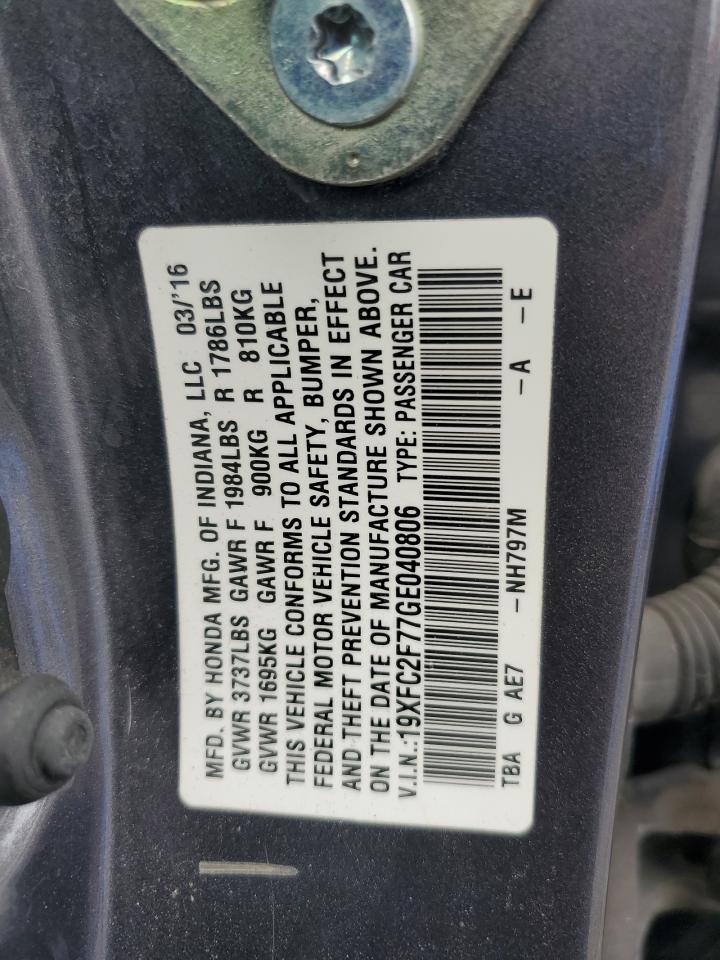 MFD. BY HONDA MFG. OF INDIANA, LLC 03/'16
GVWR 3737LBS GAWR F 1984LBS R 1786LBS
GVWR 1695KG GAWR F 900KG R 810KG
THIS VEHICLE CONFORMS TO ALL APPLICABLE
FEDERAL MOTOR VEHICLE SAFETY, BUMPER,
AND THEFT PREVENTION STANDARDS IN EFFECT
ON THE DATE OF MANUFACTURE SHOWN ABOVE.
V.I.N.:19XFC2F77GE040806 TYPE: PASSENGER CAR
TBA G AE7 -NH797M -A -E